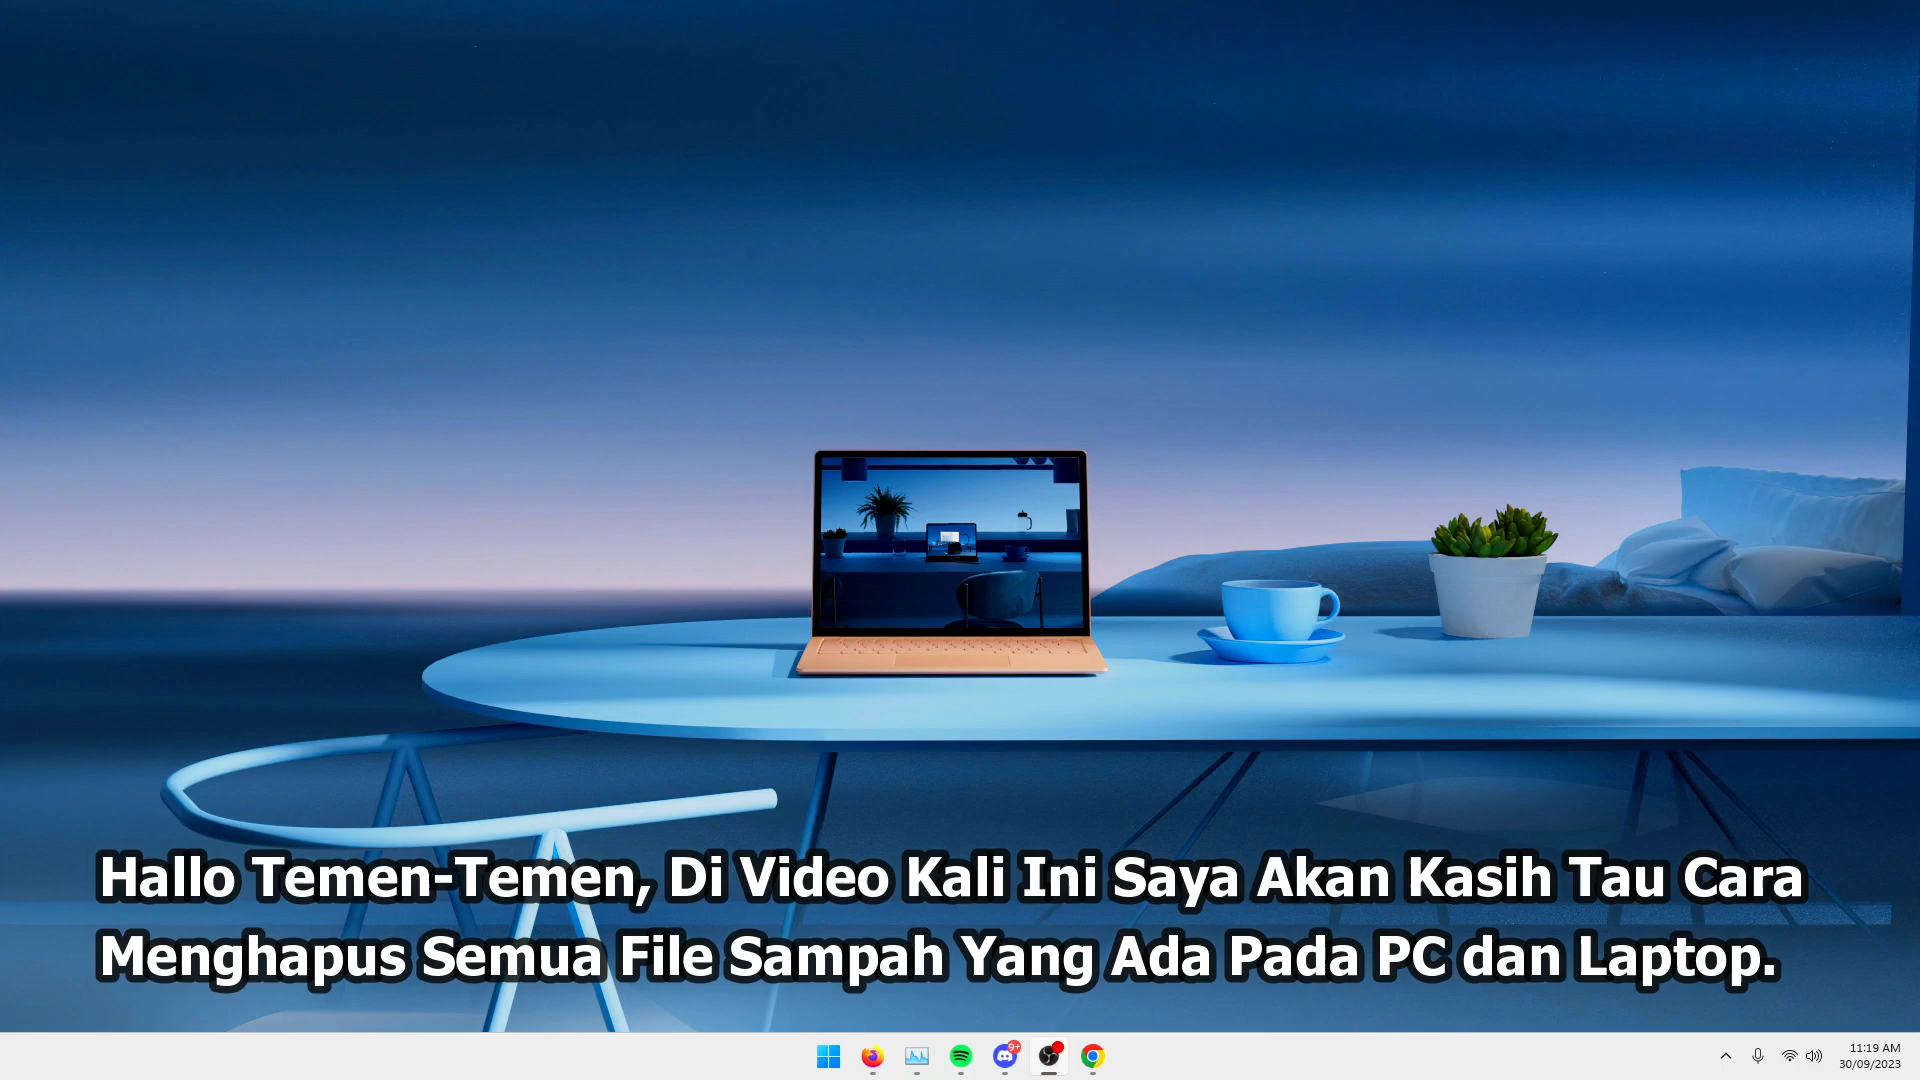 Hallo Temen-Temen, Di Video Kali Ini Saya Akan Kasih Tau Cara
Menghapus Semua File Sampah Yang Ada Pada PC dan Laptop.
9+
11:19 AM
30/09/2023